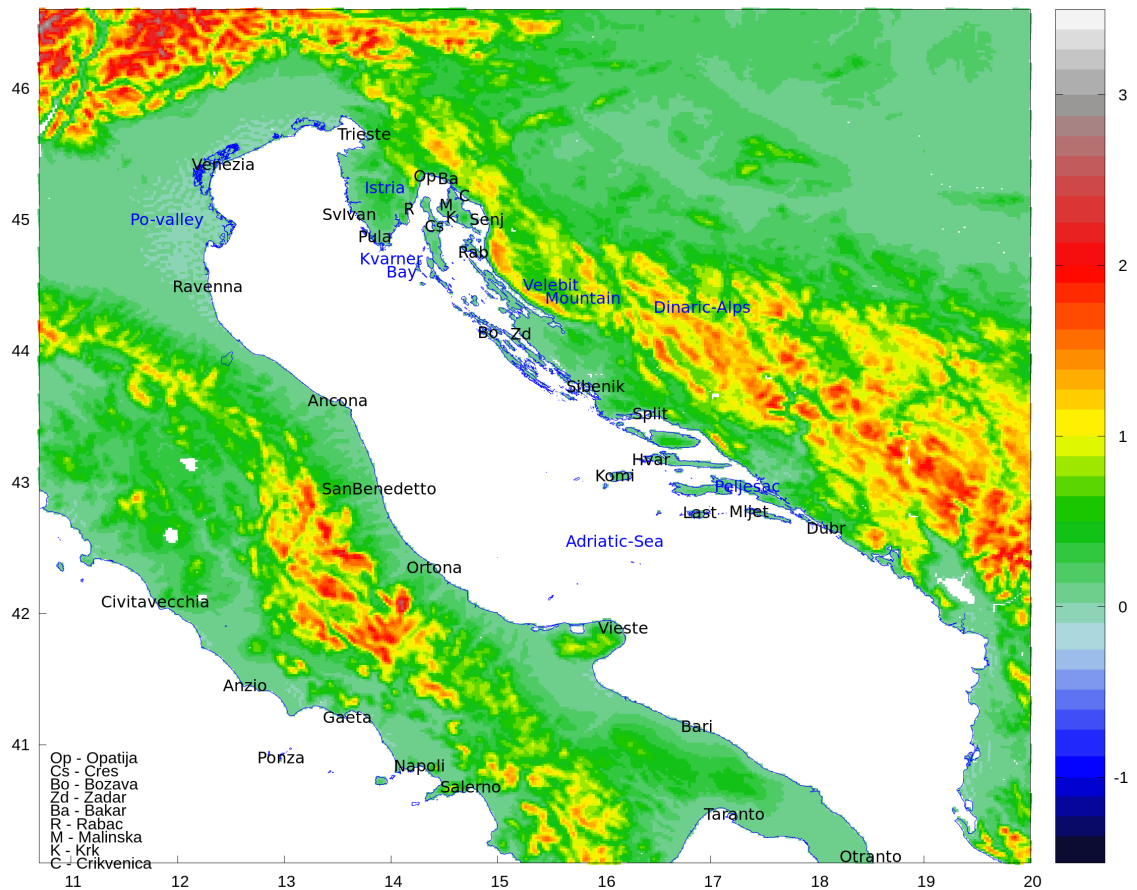 46
Trieste
Venezia
Op
Ba
Istria
C
M
R
K
Svlvan
Senj
Cs
Po-valley
45
Pula
Rab
Kvarner
Bay
Velebit
Mountain
Ravenna
Dinaric-Alps
Bo
Zd
44
Sibenik
Ancona
Split
Hvar
Komi
43
SanBenedetto
Peljesac
Last
Mljet
Dubr
Adriatic-Sea
Ortona
Civitavecchia
42
Vieste
Anzio
Gaeta
Bari
41
Ponza
Napoli
Salerno
Taranto
Otranto
Op - Opatija
Cs - Cres
Bo - Bozava
Zd - Zadar
Ba - Bakar
R - Rabac
M - Malinska
K - Krk
C - Crikvenica
11 12 13 14 15 16 17 18 19 20
3
2
1
0
-1